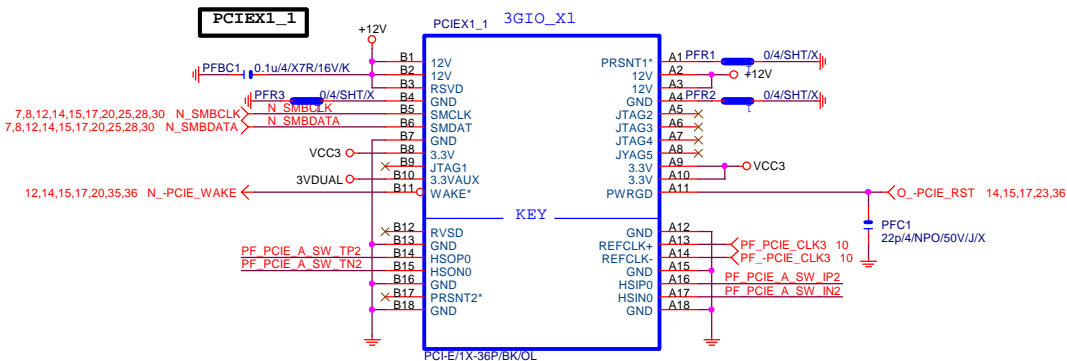 PCIEX1_1
PCIEX1_1 3GIO_X1
+12V
PFBC1 0.1u/4/X7R/16V/K
PFR3 0/4/SHT/X
7,8,12,14,15,17,20,25,28,30 N_SMBCLK N_SMBCLK
7,8,12,14,15,17,20,25,28,30 N_SMBDATA N_SMBDATA
VCC3
3VDUAL
12,14,15,17,20,35,36 N_-PCIE_WAKE
PF_PCIE_A_SW_TP2
PF_PCIE_A_SW_TN2
B1 12V
B2 12V
B3 RSVD
B4 GND
B5 SMCLK
B6 SMDAT
B7 GND
B8 3.3V
B9 JTAG1
B10 3.3VAUX
B11 WAKE*
KEY
B12 RVSD
B13 GND
B14 HSOP0
B15 HSON0
B16 GND
B17 PRSNT2*
B18 GND
PRSNT1* A1
12V A2
12V A3
GND A4
JTAG2 A5
JTAG3 A6
JTAG4 A7
JYAG5 A8
3.3V A9
3.3V A10
PWRGD A11
GND A12
REFCLK+ A13
REFCLK- A14
GND A15
HSIP0 A16
HSIN0 A17
GND A18
PFR1 0/4/SHT/X
+12V
PFR2 0/4/SHT/X
VCC3
O_-PCIE_RST 14,15,17,23,36
PFC1
22p/4/NPO/50V/J/X
PF_PCIE_CLK3 10
PF_-PCIE_CLK3 10
PF_PCIE_A_SW_IP2
PF_PCIE_A_SW_IN2
PCI-E/1X-36P/BK/OL